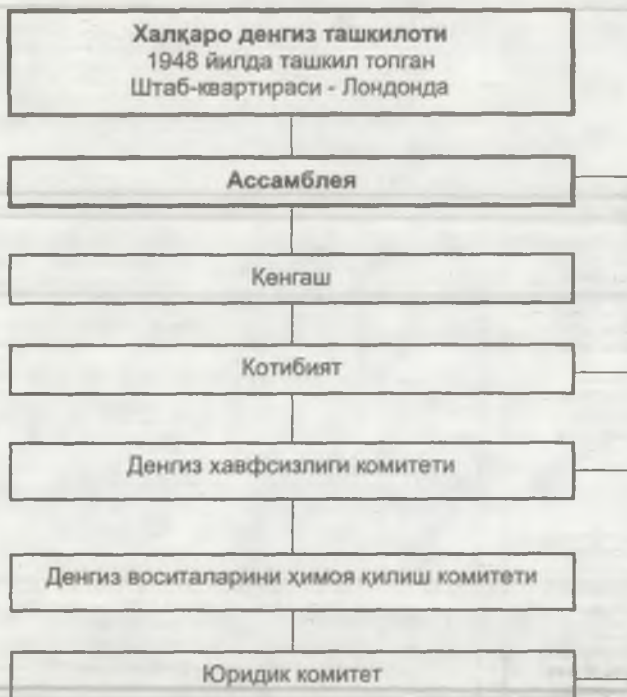 Халқаро денгиз ташкилоти
1948 йилда ташкил топган
Штаб-квартираси - Лондонда
Ассамблея
Кенгаш
Котибият
Денгиз хавфсизлиги комитети
Денгиз воситаларини ҳимоя қилиш комитети
Юридик комитет